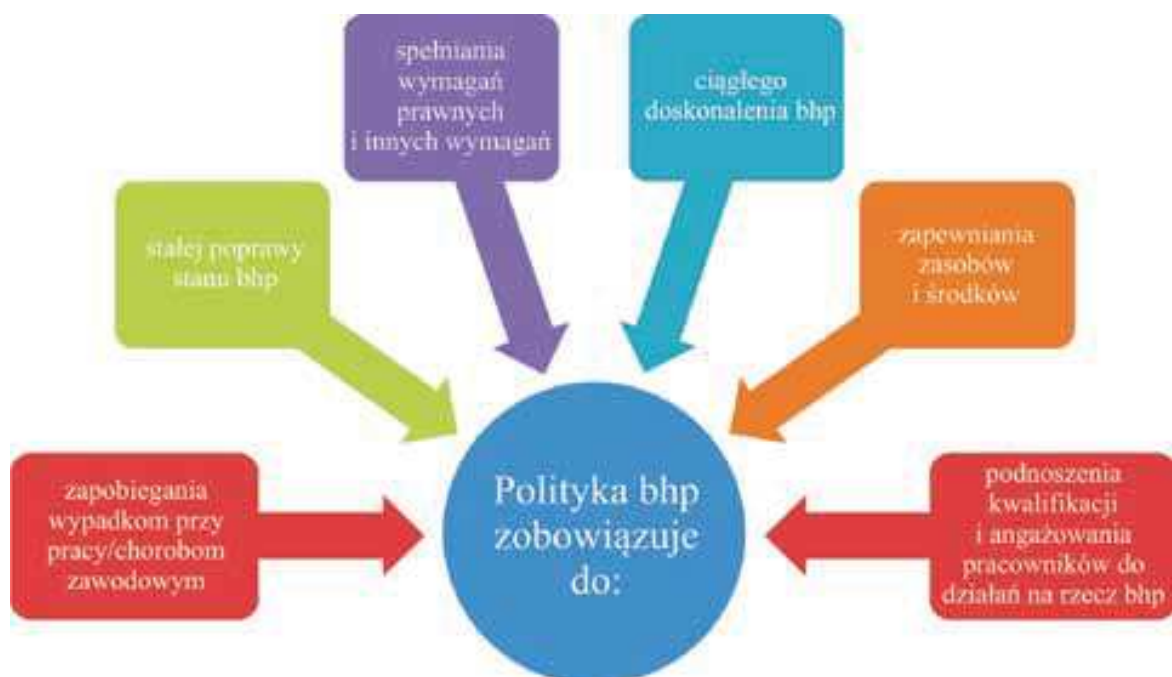 spełniania
wymagań
prawnych
i innych wymagań
ciągłego
doskonalenia bhp
stałej poprawy
stanu bhp
zapewniania
zasobów
i środków
zapobiegania
wypadkom przy
pracy/chorobom
zawodowym
Polityka bhp
zobowiązuje
do:
podnoszenia
kwalifikacji
i angażowania
pracowników do
działań na rzecz bhp